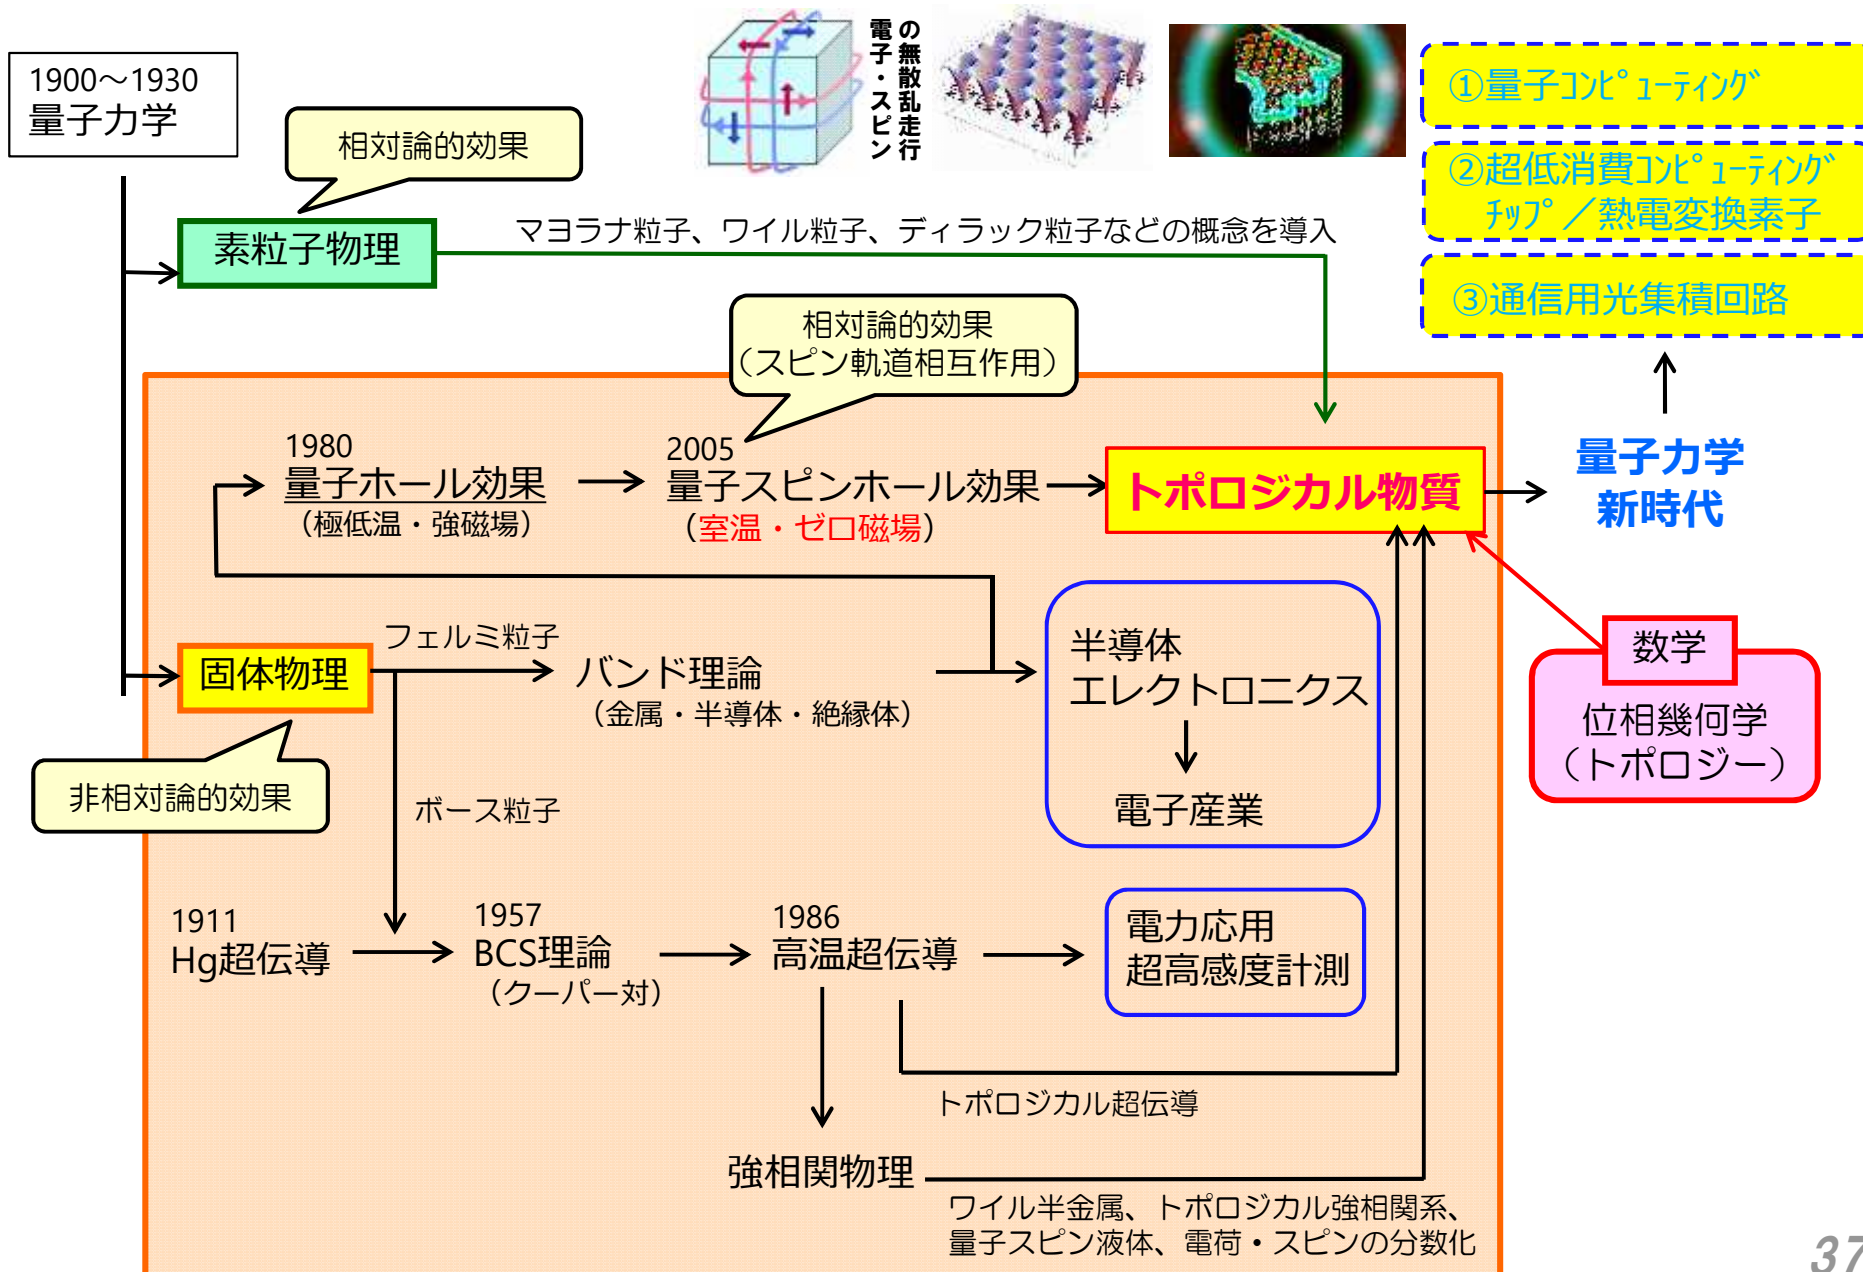 1900～1930
量子力学
電子・スピン
の無散乱走行
相対論的効果
素粒子物理
マヨラナ粒子、ワイル粒子、ディラック粒子などの概念を導入
①量子ｺﾝﾋﾟｭｰﾃｨﾝｸﾞ
②超低消費ｺﾝﾋﾟｭｰﾃｨﾝｸﾞ
ﾁｯﾌﾟ／熱電変換素子
③通信用光集積回路
相対論的効果
（スピン軌道相互作用）
1980
量子ホール効果
（極低温・強磁場）
2005
量子スピンホール効果
（室温・ゼロ磁場）
トポロジカル物質
量子力学
新時代
数学
位相幾何学
（トポロジー）
固体物理
フェルミ粒子
バンド理論
（金属・半導体・絶縁体）
半導体
エレクトロニクス
電子産業
非相対論的効果
ボース粒子
1911
Hg超伝導
1957
BCS理論
（クーパー対）
1986
高温超伝導
電力応用
超高感度計測
トポロジカル超伝導
強相関物理
ワイル半金属、トポロジカル強相関系、
量子スピン液体、電荷・スピンの分数化
37